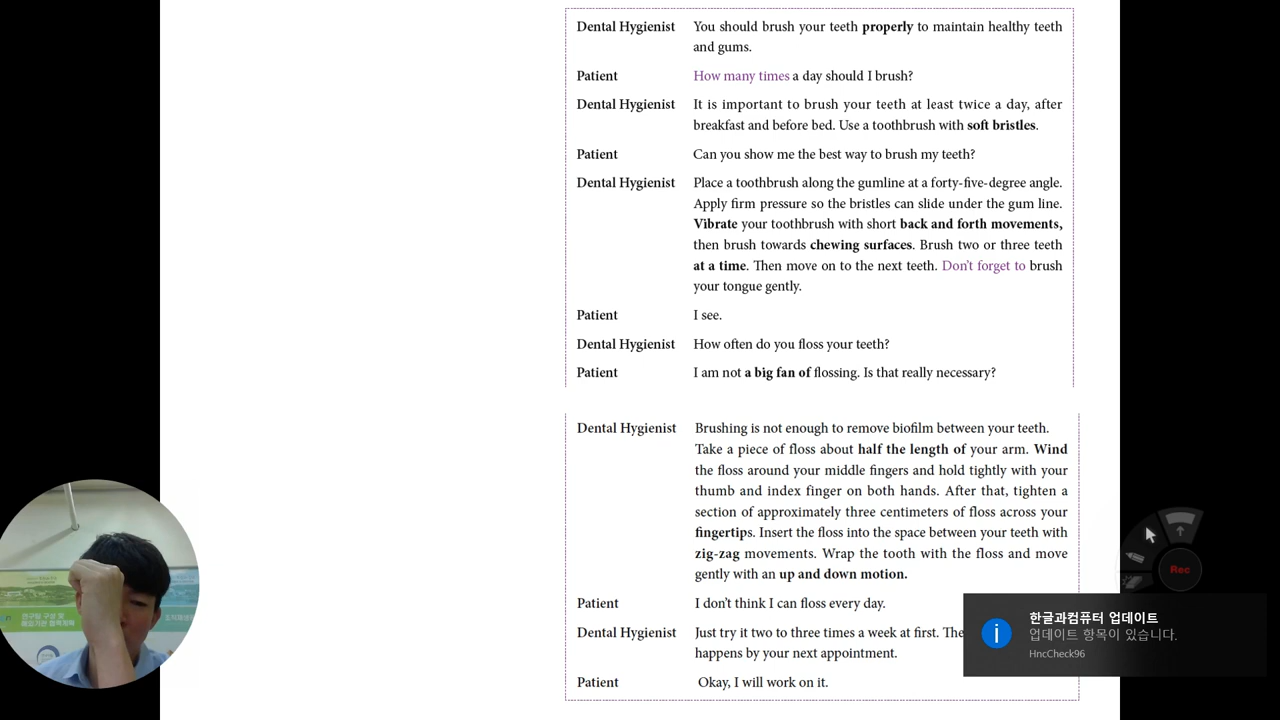 Dental Hygienist You should brush your teeth properly to maintain healthy teeth
and gums.
Patient How many times a day should I brush?
Dental Hygienist It is important to brush your teeth at least twice a day, after
breakfast and before bed. Use a toothbrush with soft bristles.
Patient Can you show me the best way to brush my teeth?
Dental Hygienist Place a toothbrush along the gumline at a forty-five-degree angle.
Apply firm pressure so the bristles can slide under the gum line.
Vibrate your toothbrush with short back and forth movements,
then brush towards chewing surfaces. Brush two or three teeth
at a time. Then move on to the next teeth. Don't forget to brush
your tongue gently.
Patient I see.
Dental Hygienist How often do you floss your teeth?
Patient I am not a big fan of flossing. Is that really necessary?
Dental Hygienist Brushing is not enough to remove biofilm between your teeth.
Take a piece of floss about half the length of your arm. Wind
the floss around your middle fingers and hold tightly with your
thumb and index finger on both hands. After that, tighten a
section of approximately three centimeters of floss across your
fingertips. Insert the floss into the space between your teeth with
zig-zag movements. Wrap the tooth with the floss and move
gently with an up and down motion.
Patient I don't think I can floss every day.
Dental Hygienist Just try it two to three times a week at first. The
happens by your next appointment.
Patient Okay, I will work on it.
Rec
한글과컴퓨터 업데이트
업데이트 항목이 있습니다.
HncCheck96